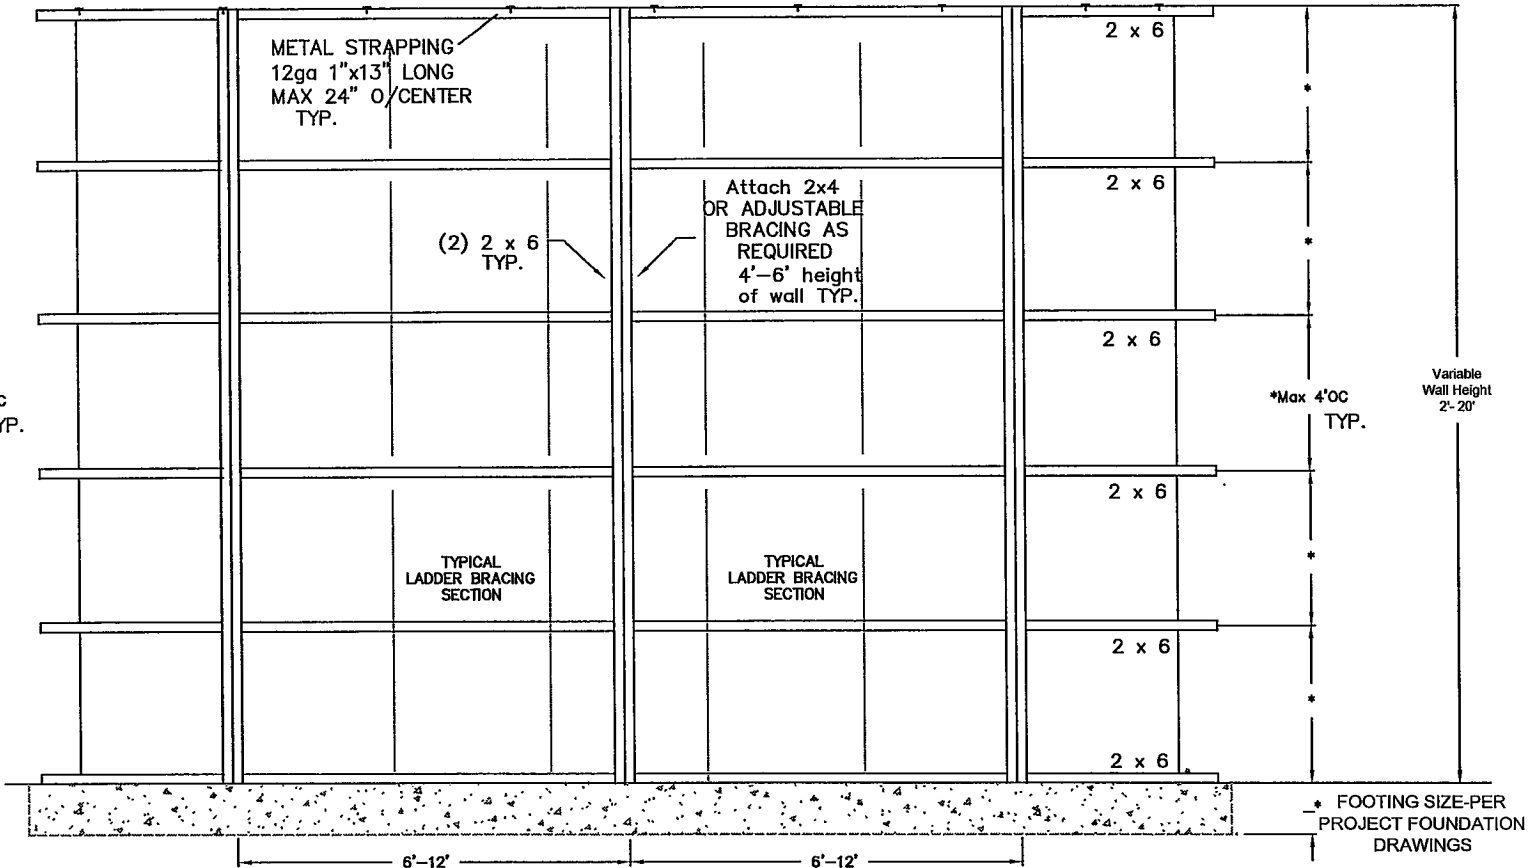 2 x 6
METAL STRAPPING
12ga 1"x13" LONG
MAX 24" O/CENTER
TYP.
*
2 x 6
Attach 2x4
OR ADJUSTABLE
BRACING AS
REQUIRED
4'-6' height
of wall TYP.
(2) 2 x 6
TYP.
*
2 x 6
Variable
Wall Height
2'- 20'
*Max 4'OC
TYP.
C
YP.
2 x 6
TYPICAL
LADDER BRACING
SECTION
TYPICAL
LADDER BRACING
SECTION
*
2 x 6
*
2 x 6
* FOOTING SIZE-PER
PROJECT FOUNDATION
DRAWINGS
6'-12'
6'-12'